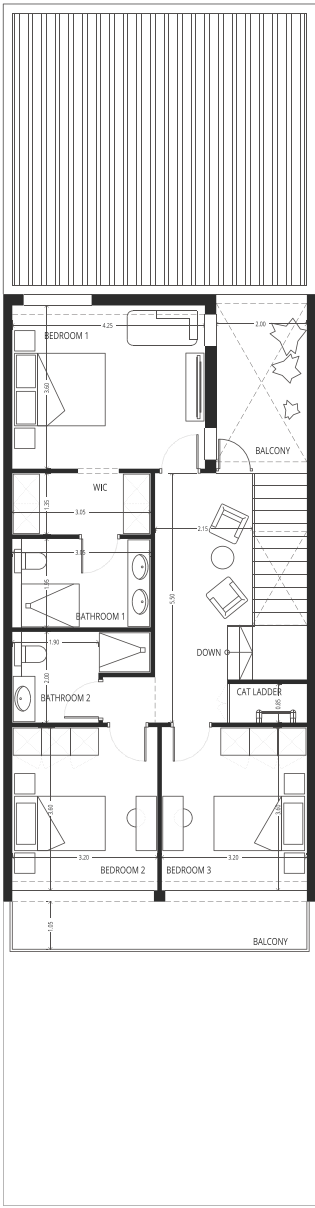 4.25
2.00
BEDROOM 1
3.60
BALCONY
WIC
1.35
3.05
2.15
3.05
1.95
5.50
BATHROOM 1
1.90
DOWN
2.00
BATHROOM 2
CAT LADDER
0.85
3.60
3.60
3.20
3.20
BEDROOM 2
BEDROOM 3
1.05
BALCONY